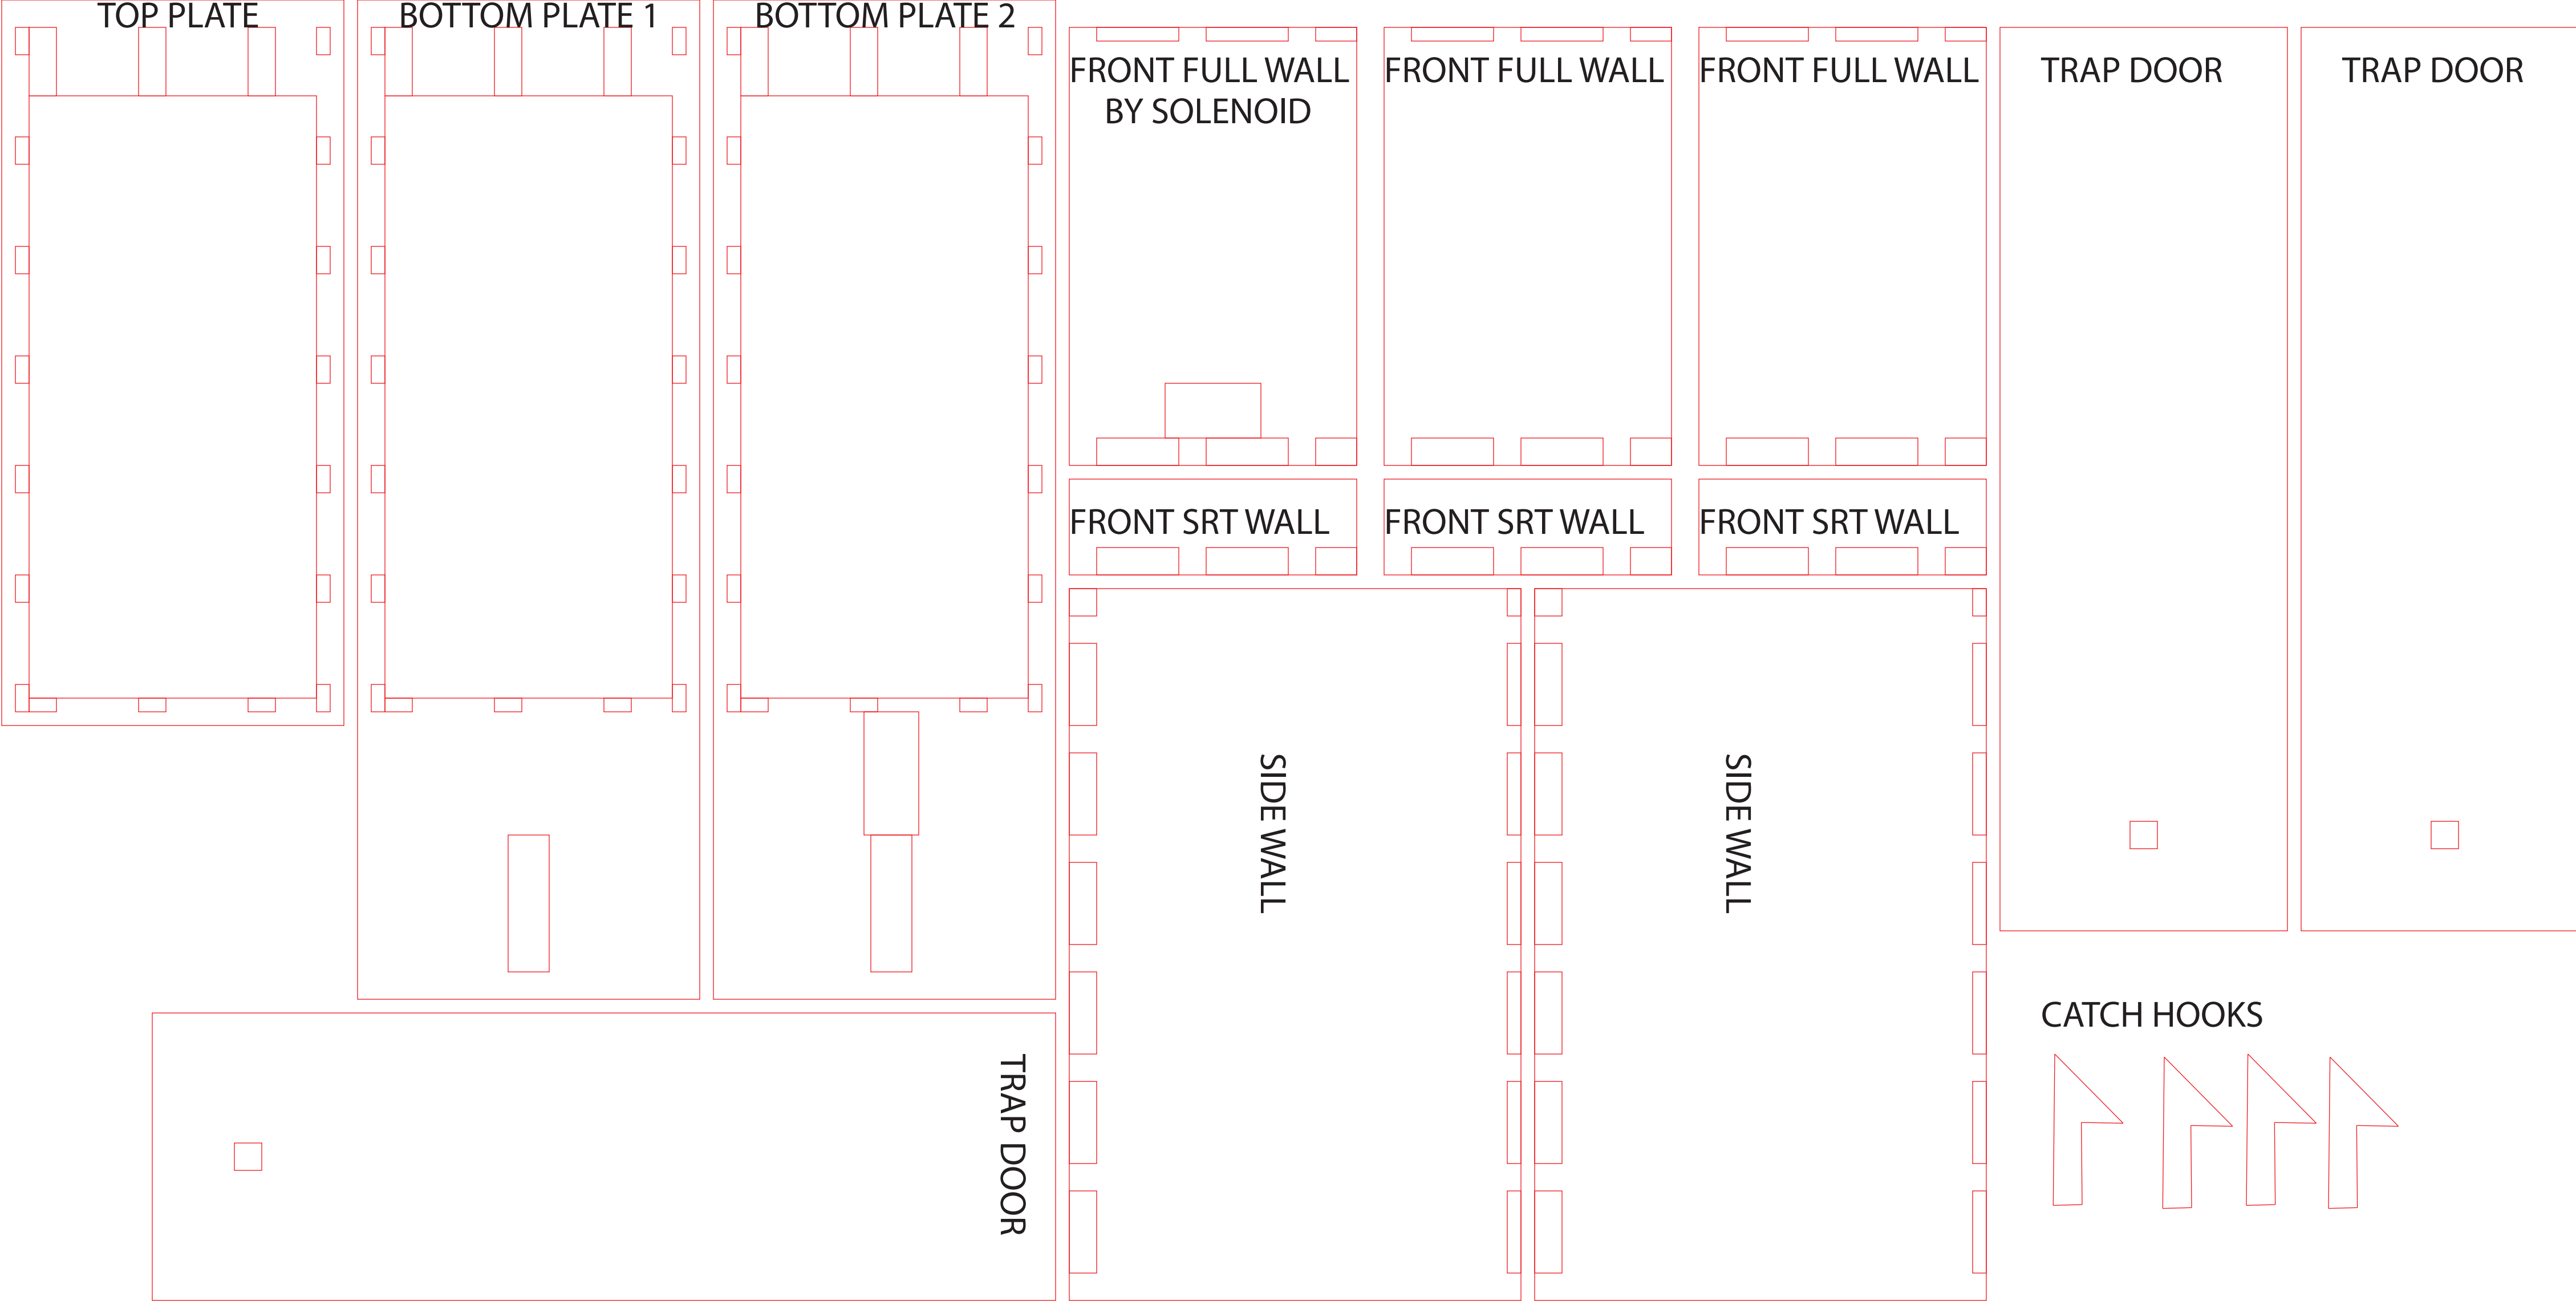 TOP PLATE
BOTTOM PLATE 1
BOTTOM PLATE 2
FRONT FULL WALL
BY SOLENOID
FRONT FULL WALL
FRONT FULL WALL
TRAP DOOR
TRAP DOOR
FRONT SRT WALL
FRONT SRT WALL
FRONT SRT WALL
SIDE WALL
SIDE WALL
CATCH HOOKS
TRAP DOOR